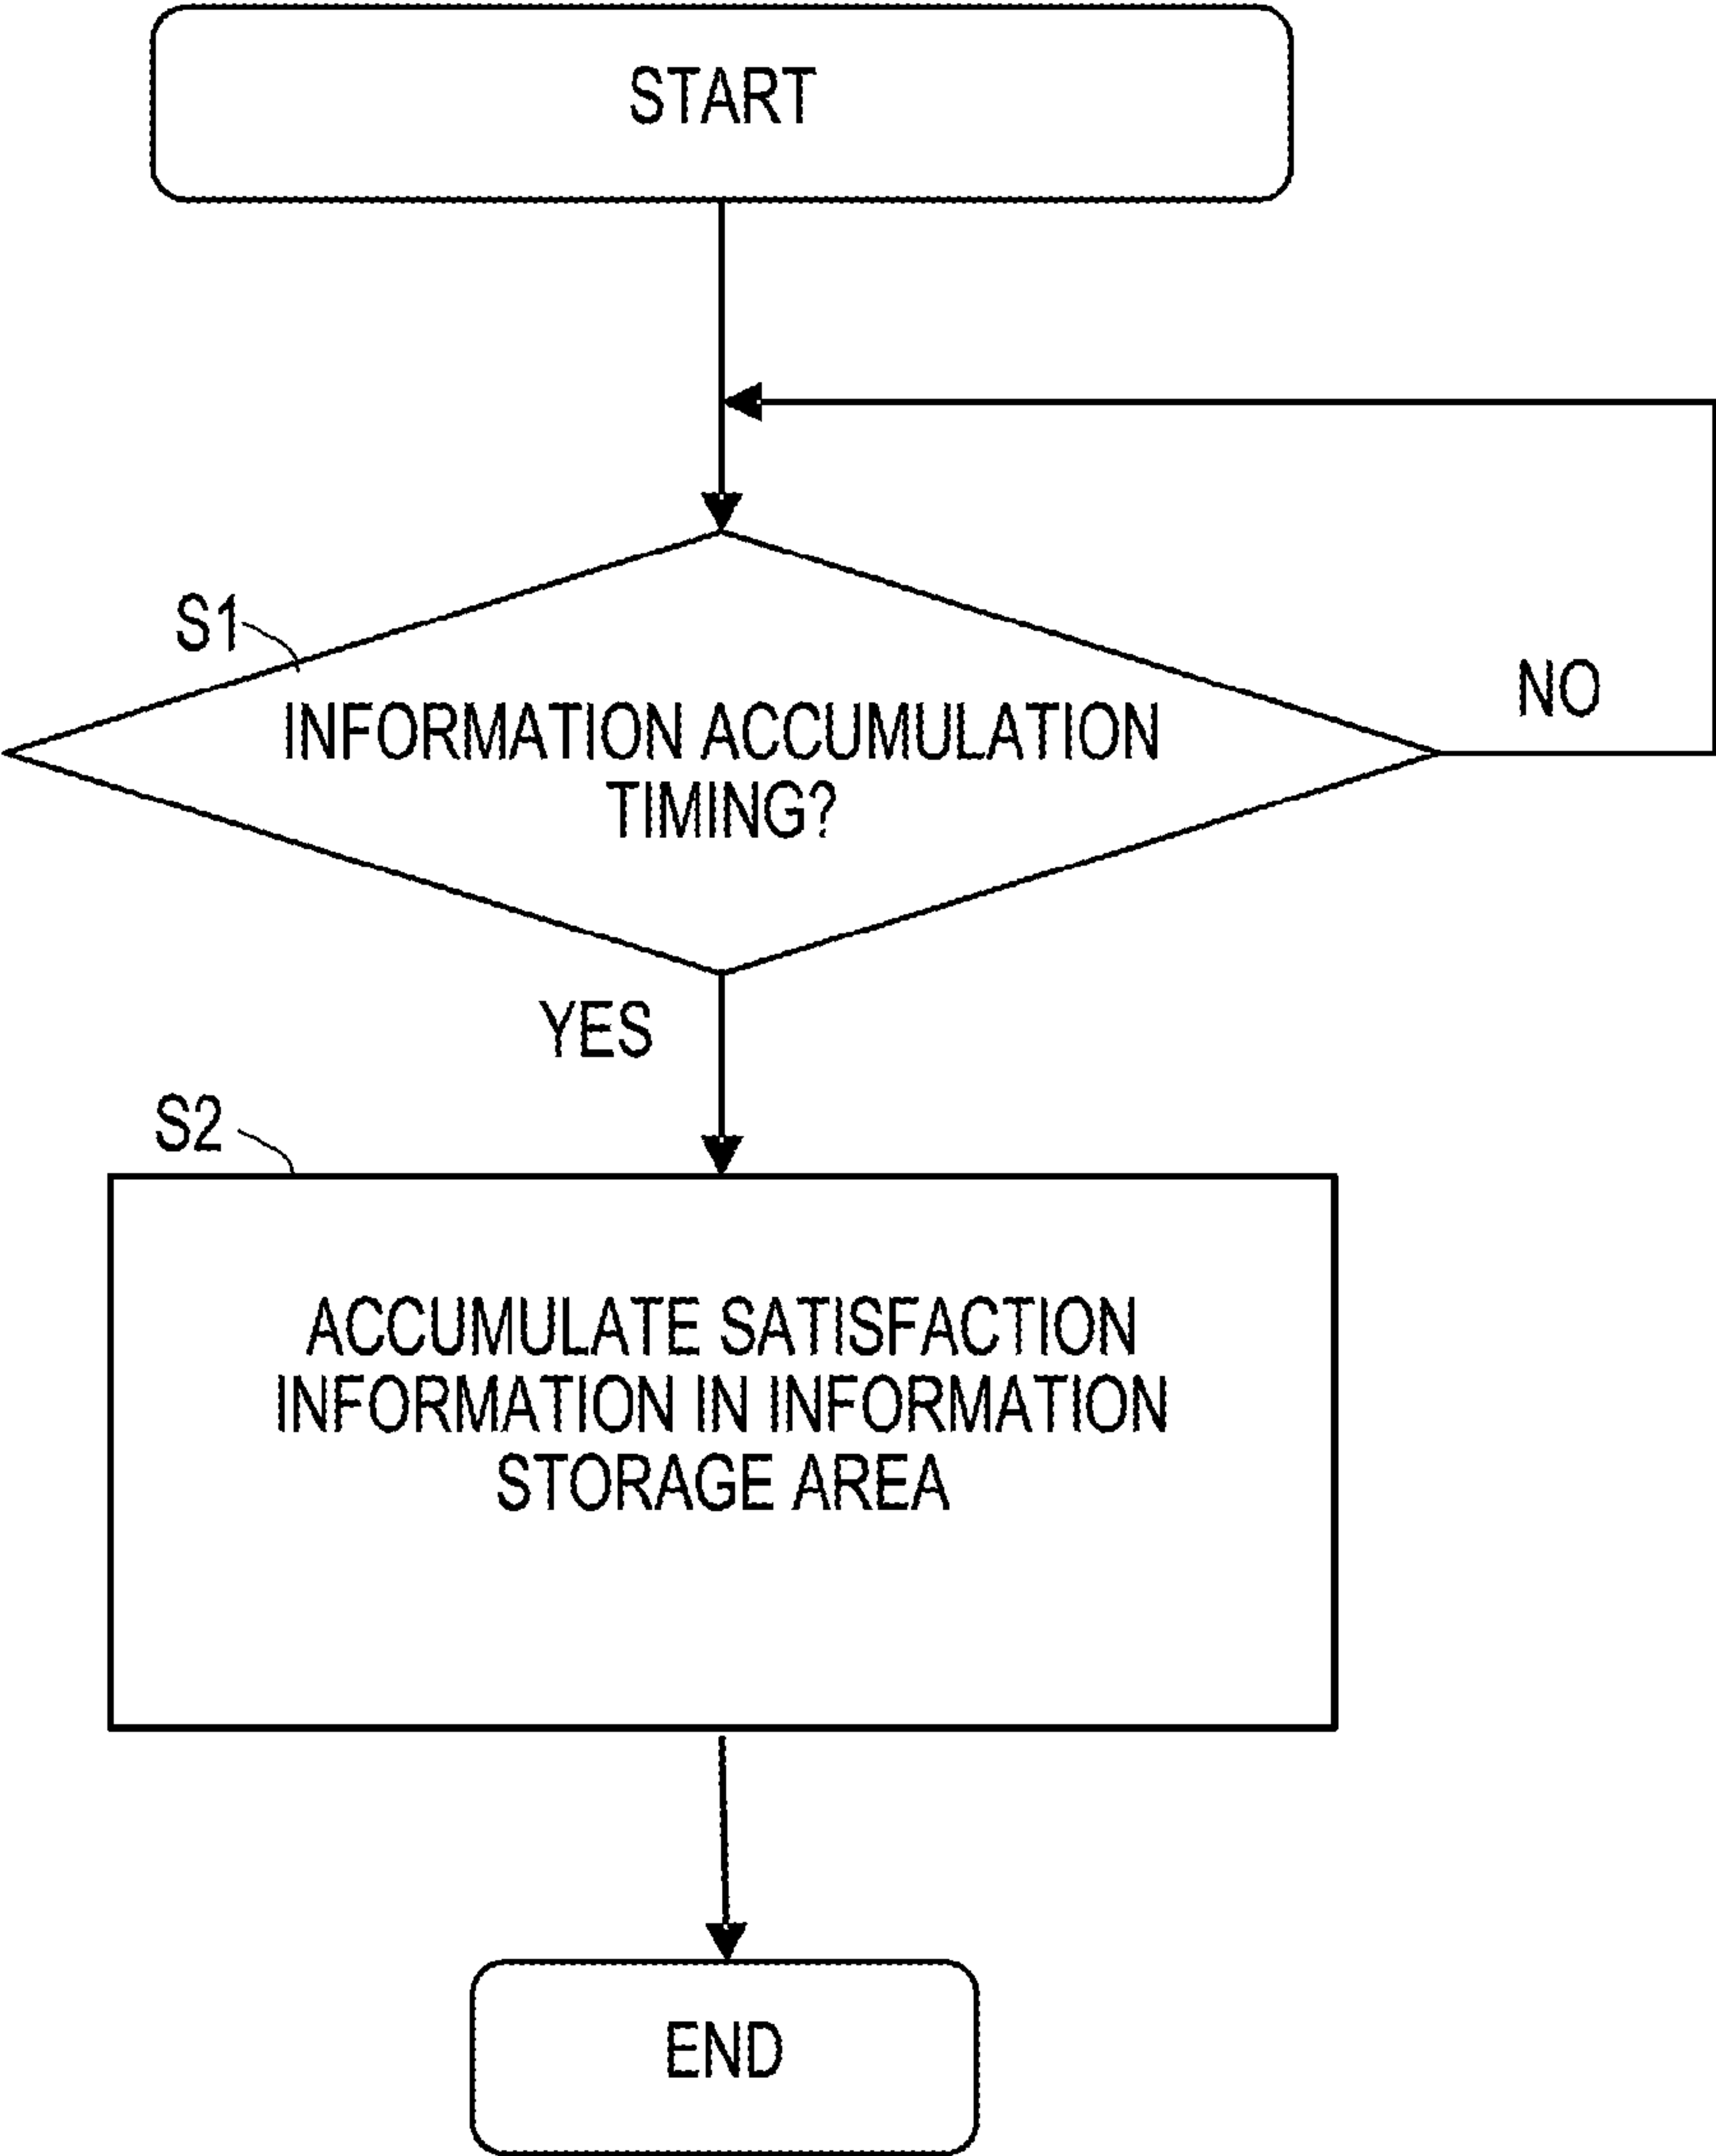 START
S1
INFORMATION ACCUMULATION
TIMING?
NO
YES
S2
ACCUMULATE SATISFACTION
INFORMATION IN INFORMATION
STORAGE AREA
END